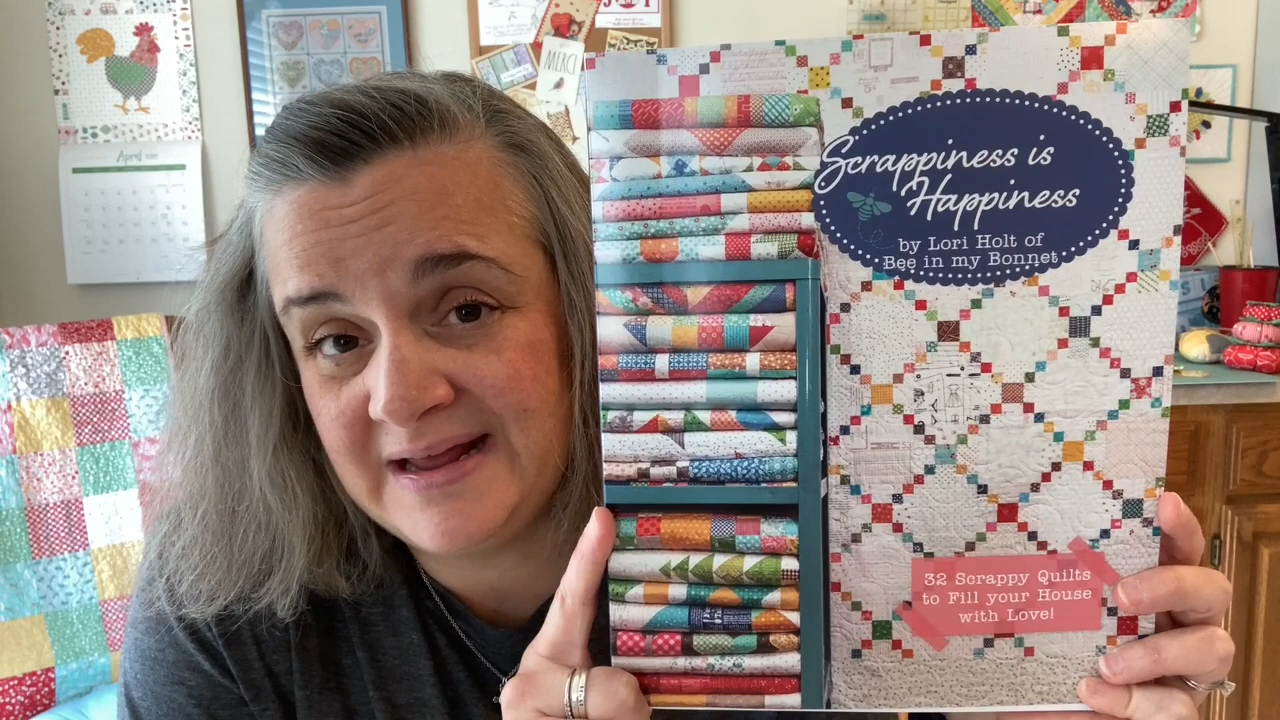 April
MERCI
JOY
Scrappiness is
Happiness
by Lori Holt of
Bee in my Bonnet
32 Scrappy Quilts
to Fill your House
with Love!